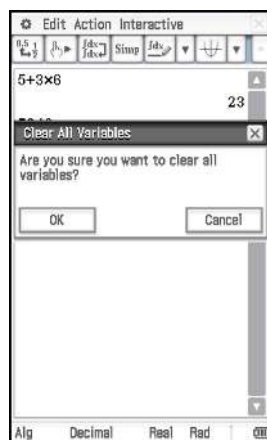 Edit Action Interactive
5+3×6
23
Clear All Variables
Are you sure you want to clear all
variables?
OK
Cancel
Alg Decimal Real Rad